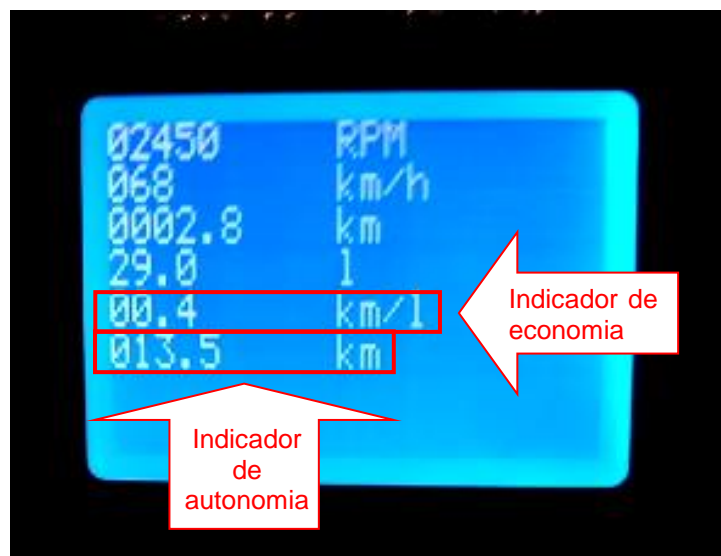 02450 RPM
068 km/h
0002.8 km
29.0 l
00.4 km/l
013.5 km
Indicador de
economia
Indicador
de
autonomia